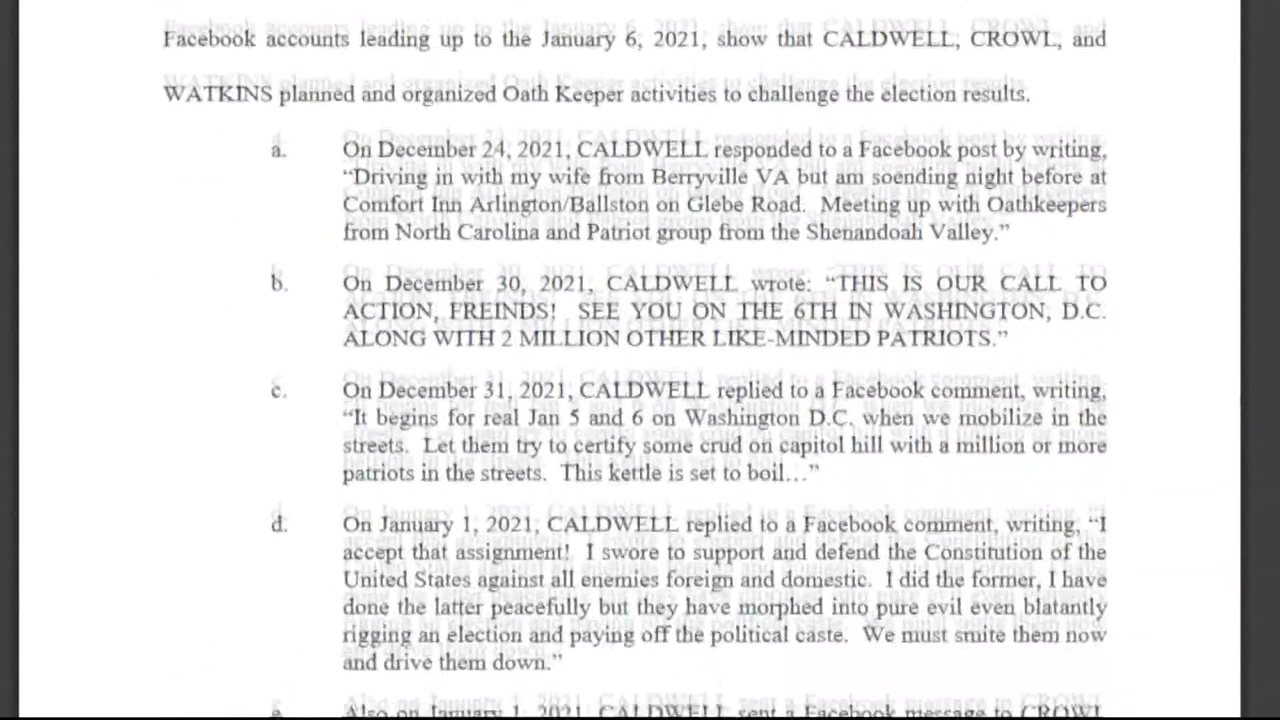 Facebook accounts leading up to the January 6, 2021, show that CALDWELL, CROWL, and
WATKINS planned and organized Oath Keeper activities to challenge the election results.
a. On December 24, 2021, CALDWELL responded to a Facebook post by writing,
“Driving in with my wife from Berryville VA but am soending night before at
Comfort Inn Arlington/Ballston on Glebe Road. Meeting up with Oathkeepers
from North Carolina and Patriot group from the Shenandoah Valley.”
b. On December 30, 2021, CALDWELL wrote: “THIS IS OUR CALL TO
ACTION, FREINDS! SEE YOU ON THE 6TH IN WASHINGTON, D.C.
ALONG WITH 2 MILLION OTHER LIKE-MINDED PATRIOTS.”
c. On December 31, 2021, CALDWELL replied to a Facebook comment, writing,
“It begins for real Jan 5 and 6 on Washington D.C. when we mobilize in the
streets. Let them try to certify some crud on capitol hill with a million or more
patriots in the streets. This kettle is set to boil…”
d. On January 1, 2021, CALDWELL replied to a Facebook comment, writing, “I
accept that assignment! I swore to support and defend the Constitution of the
United States against all enemies foreign and domestic. I did the former, I have
done the latter peacefully but they have morphed into pure evil even blatantly
rigging an election and paying off the political caste. We must smite them now
and drive them down.”
e. Also on January 1, 2021, CALDWELL sent a Facebook message to CROWL